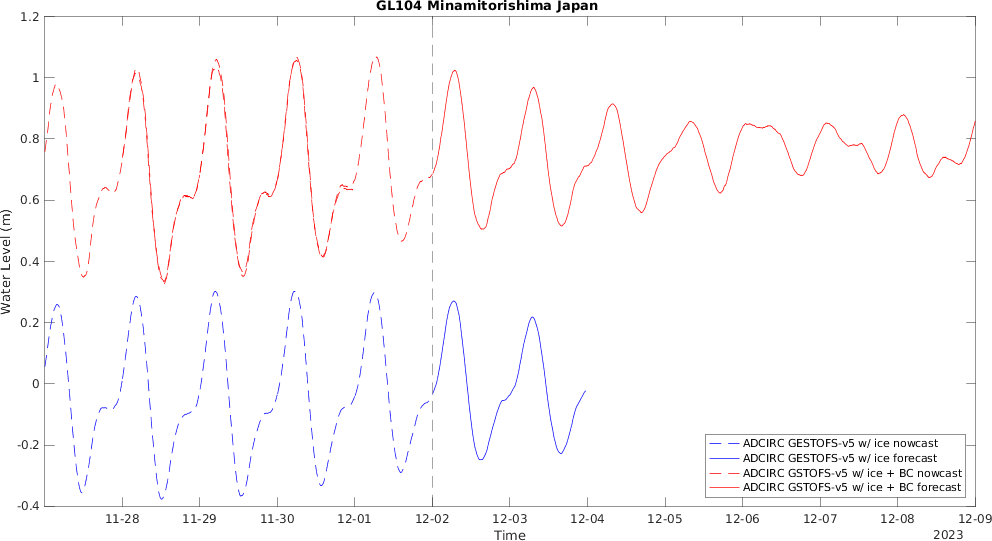 GL104 Minamitorishima Japan
1.2
1
0.8
0.6
0.4
0.2
0
-0.2
-0.4
Water Level (m)
11-28 11-29 11-30 12-01 12-02 12-03 12-04 12-05 12-06 12-07 12-08 12-09
Time
2023
ADCIRC GESTOFS-v5 w/ ice nowcast
ADCIRC GESTOFS-v5 w/ ice forecast
ADCIRC GSTOFS-v5 w/ ice + BC nowcast
ADCIRC GSTOFS-v5 w/ ice + BC forecast